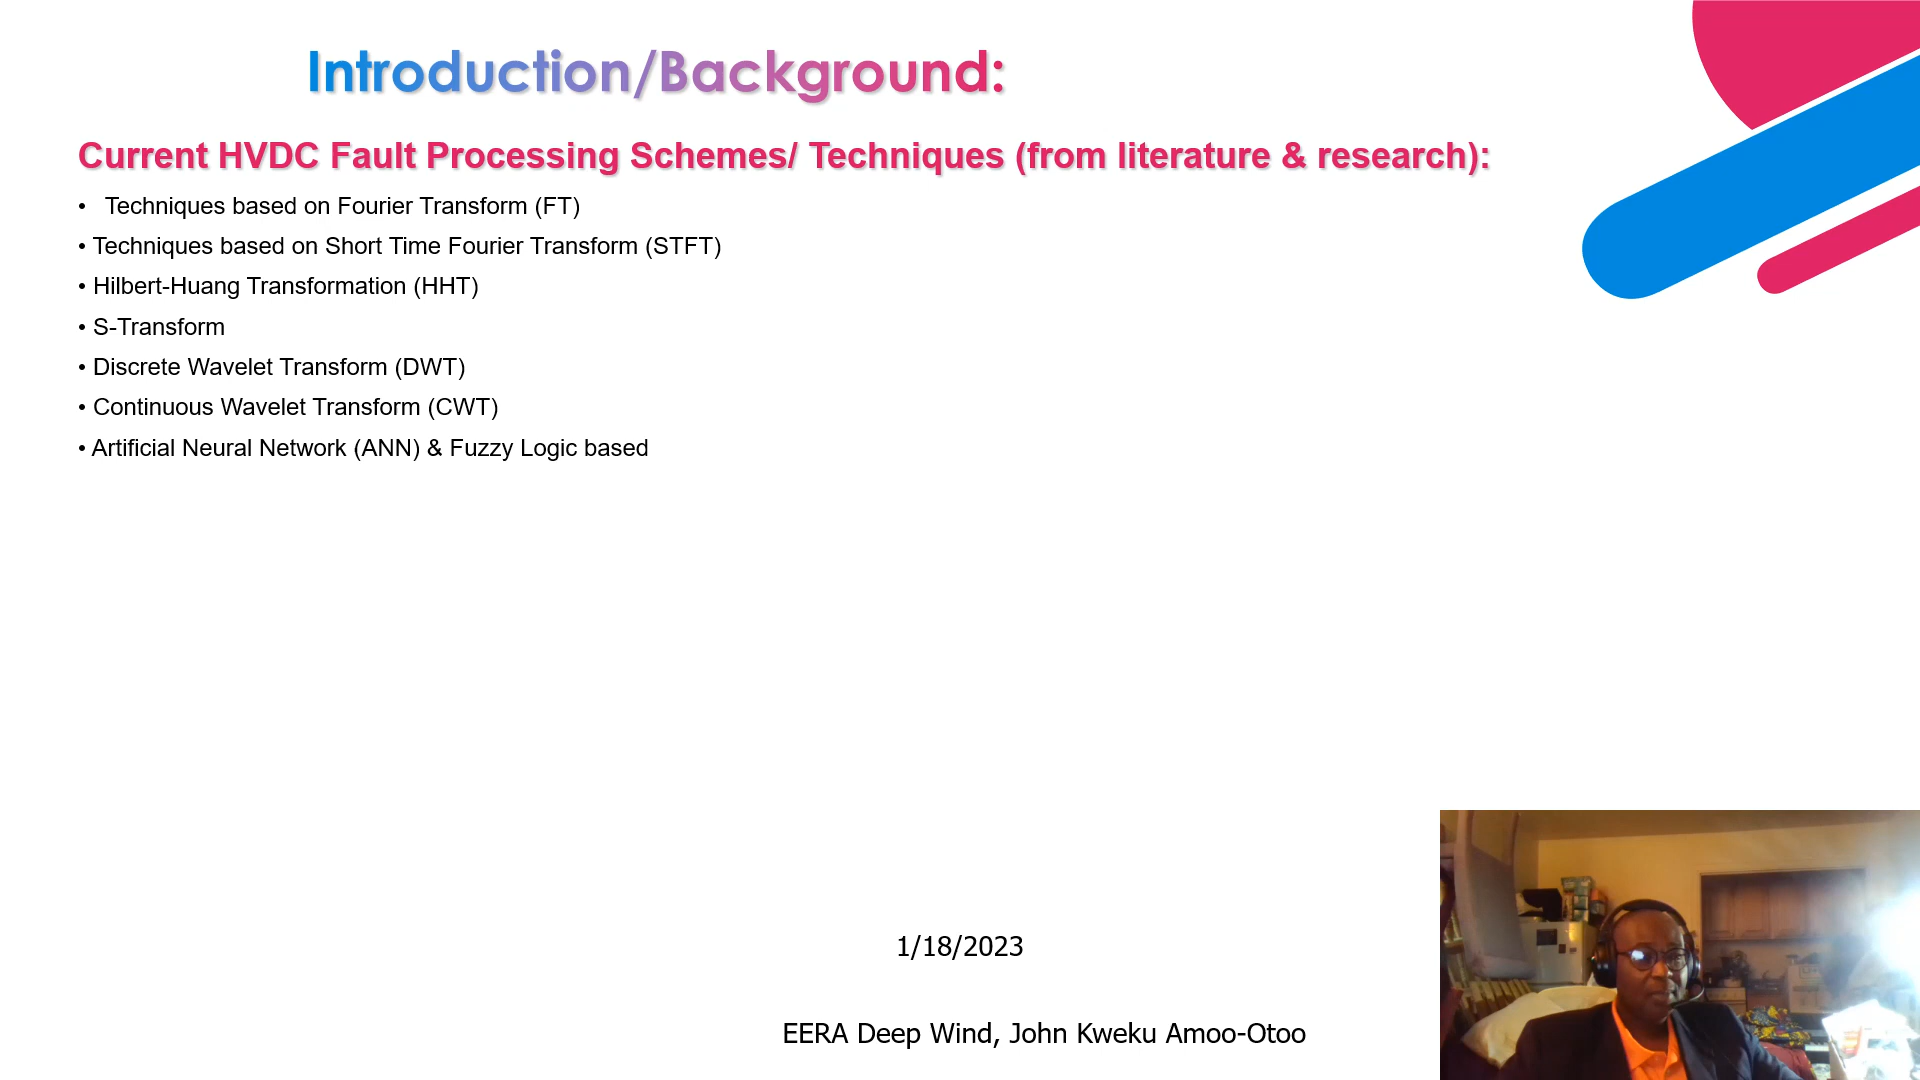 Introduction/Background:
Current HVDC Fault Processing Schemes/ Techniques (from literature & research):
• Techniques based on Fourier Transform (FT)
• Techniques based on Short Time Fourier Transform (STFT)
• Hilbert-Huang Transformation (HHT)
• S-Transform
• Discrete Wavelet Transform (DWT)
• Continuous Wavelet Transform (CWT)
• Artificial Neural Network (ANN) & Fuzzy Logic based
1/18/2023
EERA Deep Wind, John Kweku Amoo-Otoo